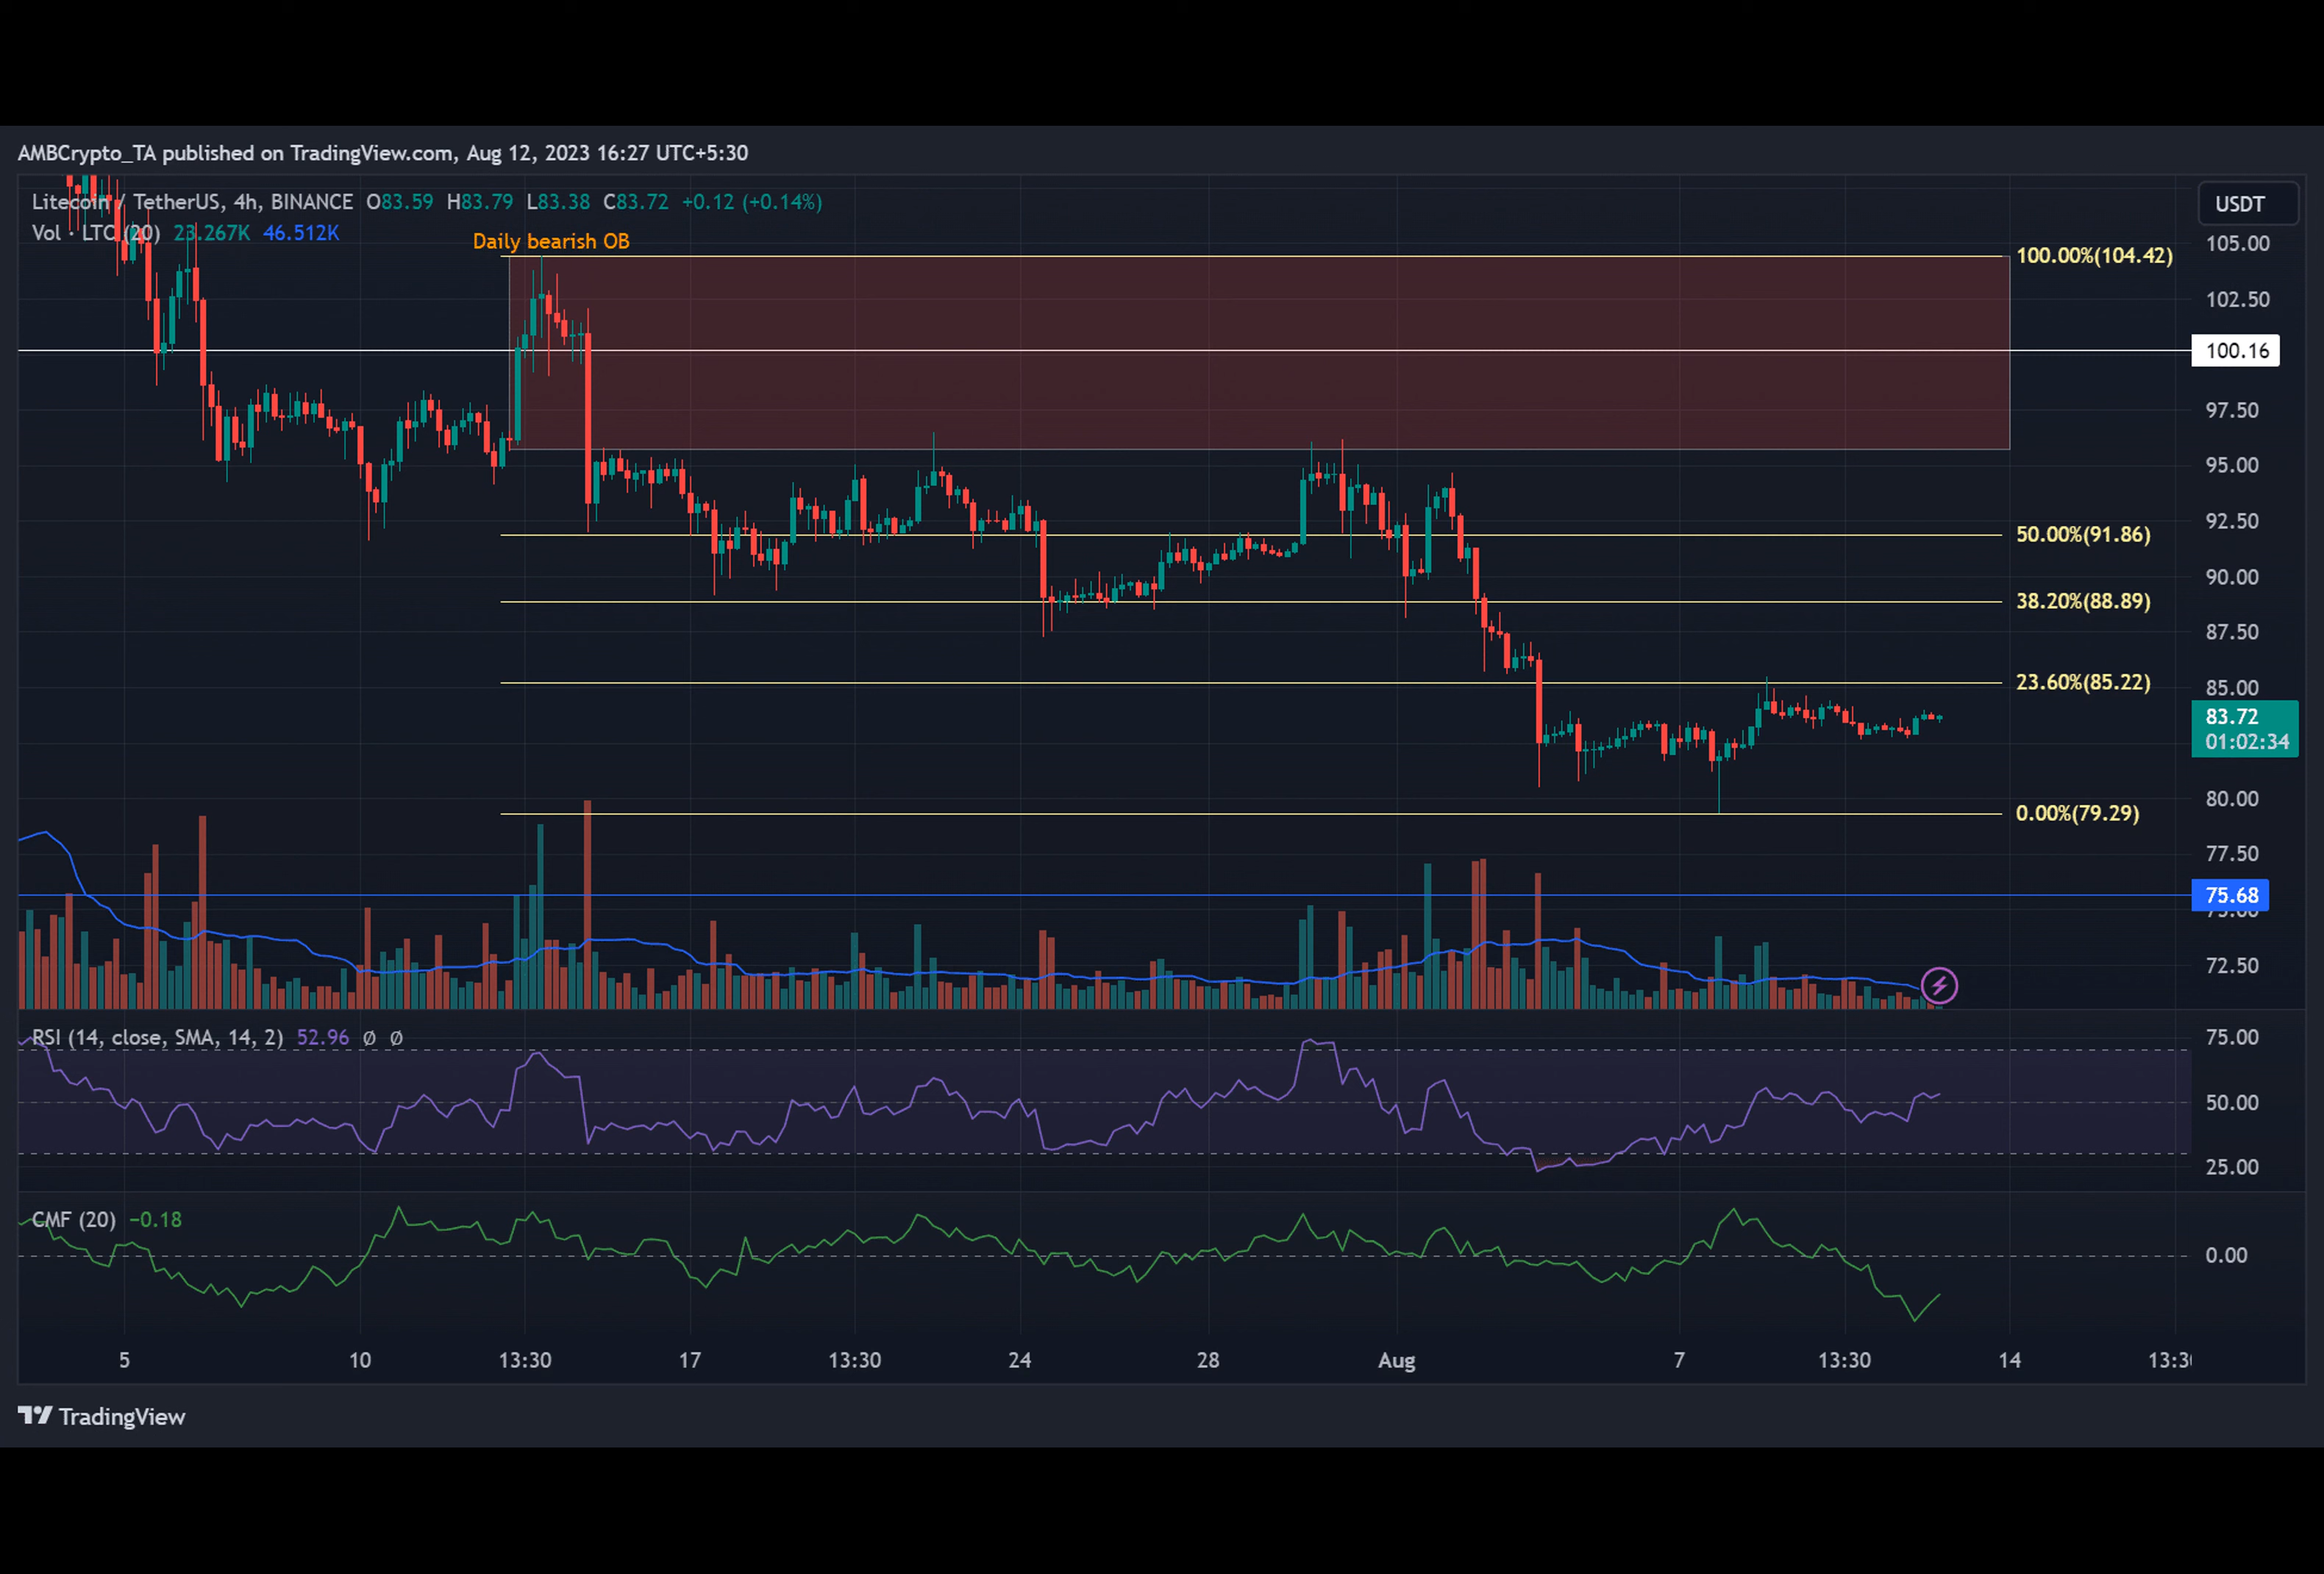 AMBCrypto_TA published on TradingView.com, Aug 12, 2023 16:27 UTC+5:30
Litecoin / TetherUS, 4h, BINANCE O83.59 H83.79 L83.38 C83.72 +0.12 (+0.14%)
Vol · LTC (20) 23.267K 46.512K
Daily bearish OB
USDT
105.00
100.00%(104.42)
102.50
100.16
97.50
95.00
92.50
50.00%(91.86)
90.00
38.20%(88.89)
87.50
23.60%(85.22)
85.00
83.72
01:02:34
80.00
0.00%(79.29)
77.50
75.68
72.50
RSI (14, close, SMA, 14, 2) 52.96 Ø Ø
75.00
50.00
25.00
CMF (20) −0.18
0.00
5 10 13:30 17 13:30 24 28 Aug 7 13:30 14
TradingView